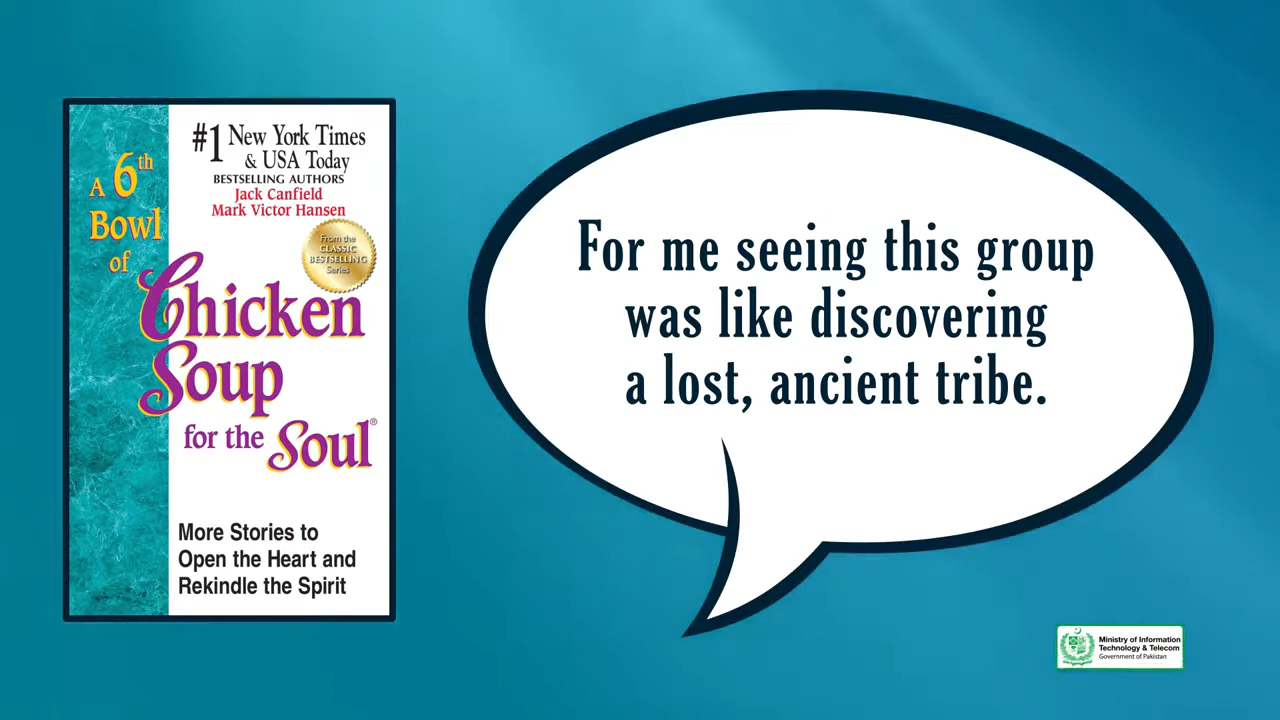 A 6th
Bowl
of
Chicken
Soup
for the Soul®
#1 New York Times
& USA Today
BESTSELLING AUTHORS
Jack Canfield
Mark Victor Hansen
From the
CLASSIC
BESTSELLING
Series
More Stories to
Open the Heart and
Rekindle the Spirit
For me seeing this group
was like discovering
a lost, ancient tribe.
Ministry of Information
Technology & Telecom
Government of Pakistan